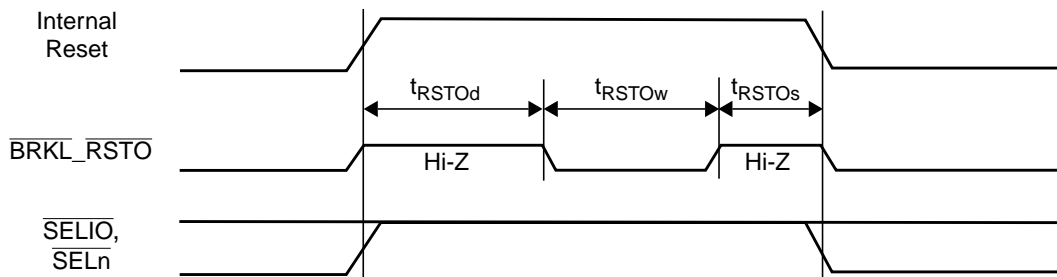 Internal
Reset
tRSTOd tRSTOw tRSTOs
BRKL_RSTO
Hi-Z Hi-Z
SELIO,
SELn